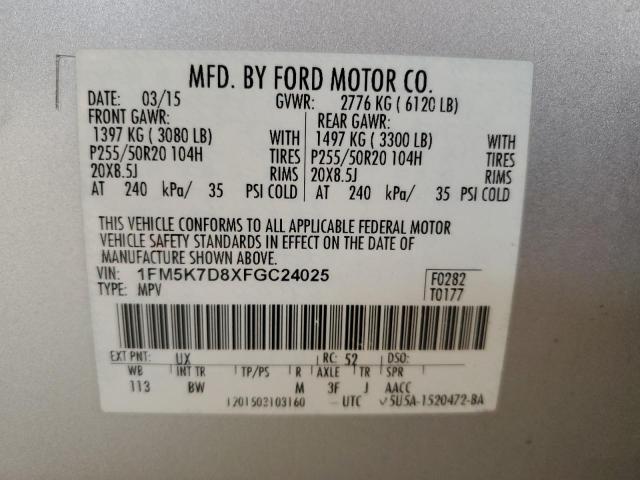 MFD. BY FORD MOTOR CO.
DATE: 03/15 GVWR: 2776 KG ( 6120 LB)
FRONT GAWR: REAR GAWR:
1397 KG ( 3080 LB) WITH 1497 KG ( 3300 LB) WITH
P255/50R20 104H TIRES P255/50R20 104H TIRES
20X8.5J RIMS 20X8.5J RIMS
AT 240 kPa/ 35 PSI COLD AT 240 kPa/ 35 PSI COLD
THIS VEHICLE CONFORMS TO ALL APPLICABLE FEDERAL MOTOR
VEHICLE SAFETY STANDARDS IN EFFECT ON THE DATE OF
MANUFACTURE SHOWN ABOVE.
VIN: 1FM5K7D8XFGC24025 F0282
TYPE: MPV T0177
EXT PNT: UX RC: 52 DSO:
WB INT TR TP/PS R AXLE TR SPR
113 BW M 3F J AACC
1201503103160 UTC 5U5A-1520472-BA